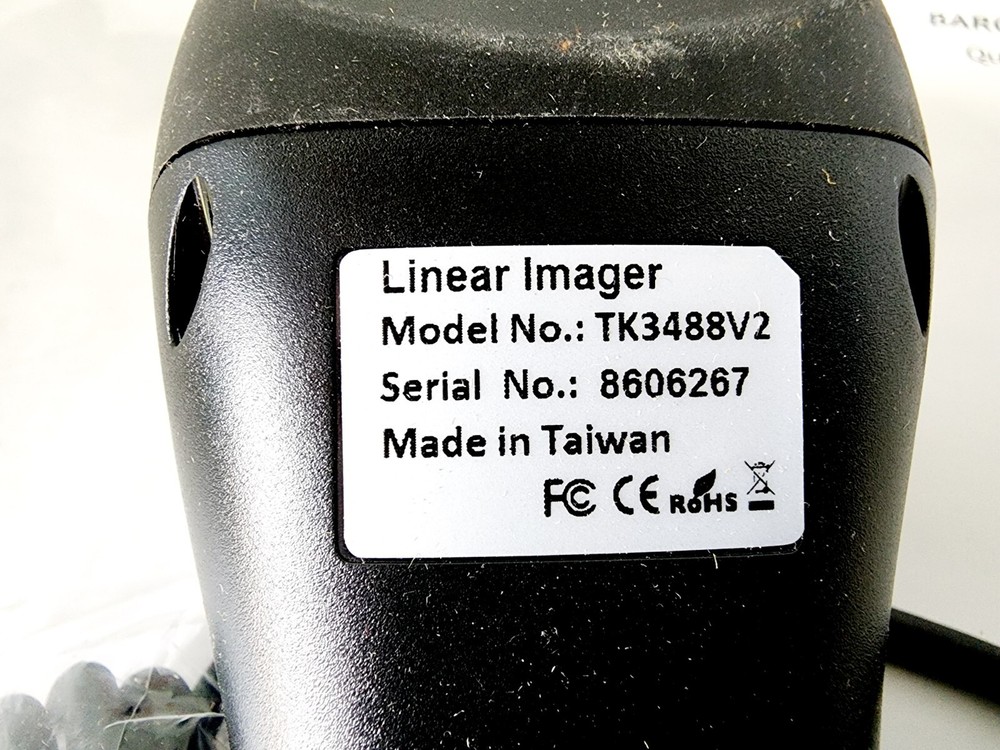 Linear Imager
Model No.: TK3488V2
Serial No.: 8606267
Made in Taiwan
FC CE RoHS